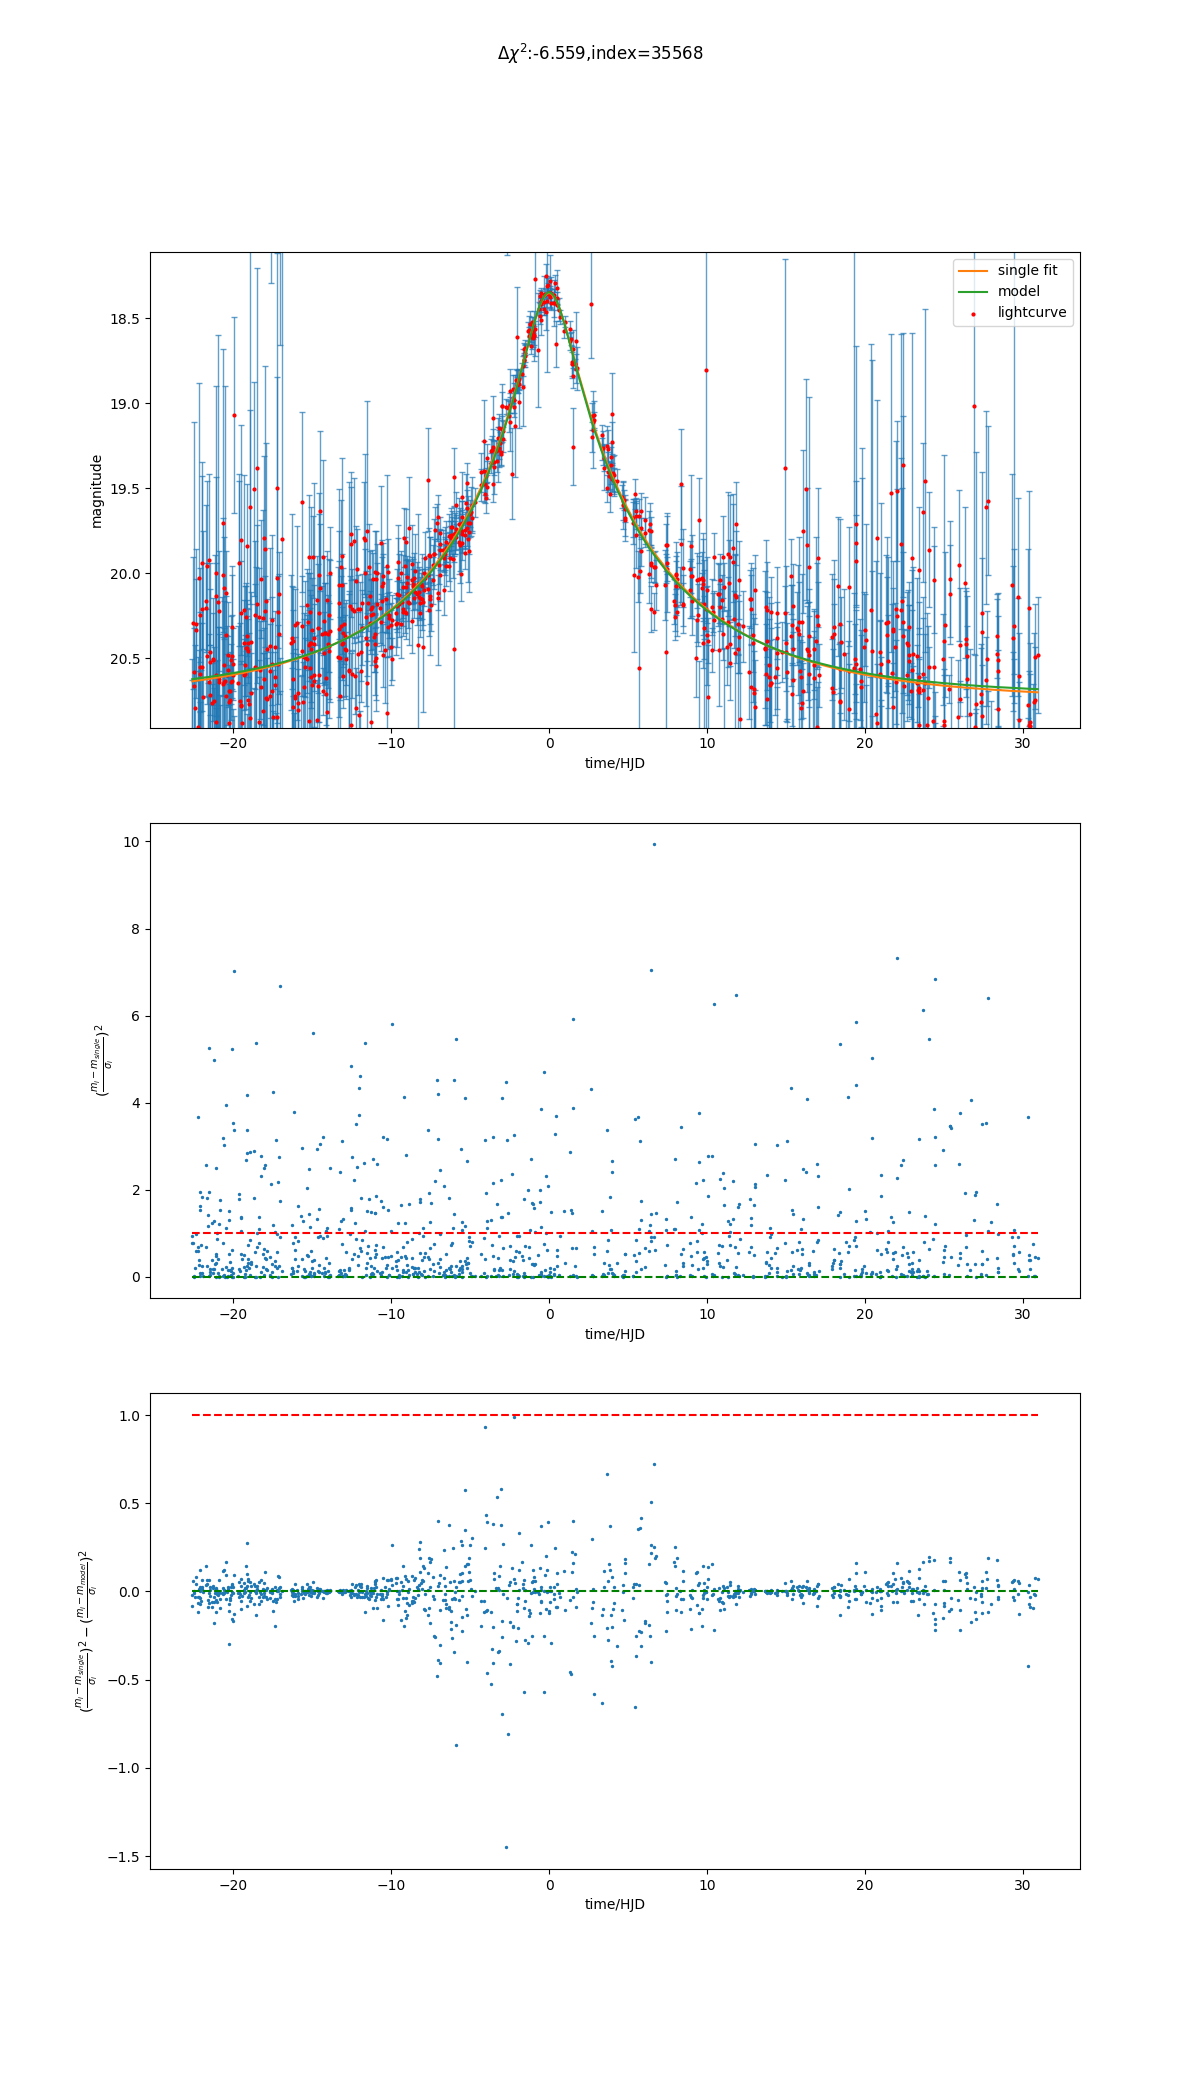 Δχ²:-6.559,index=35568
single fit
model
lightcurve
18.5
19.0
19.5
20.0
20.5
magnitude
−20 −10 0 10 20 30
time/HJD
10
8
6
4
2
0
(m_i − m_single / σ_i)²
−20 −10 0 10 20 30
time/HJD
1.0
0.5
0.0
−0.5
−1.0
−1.5
(m_i − m_single / σ_i)² − (m_i − m_model / σ_i)²
−20 −10 0 10 20 30
time/HJD